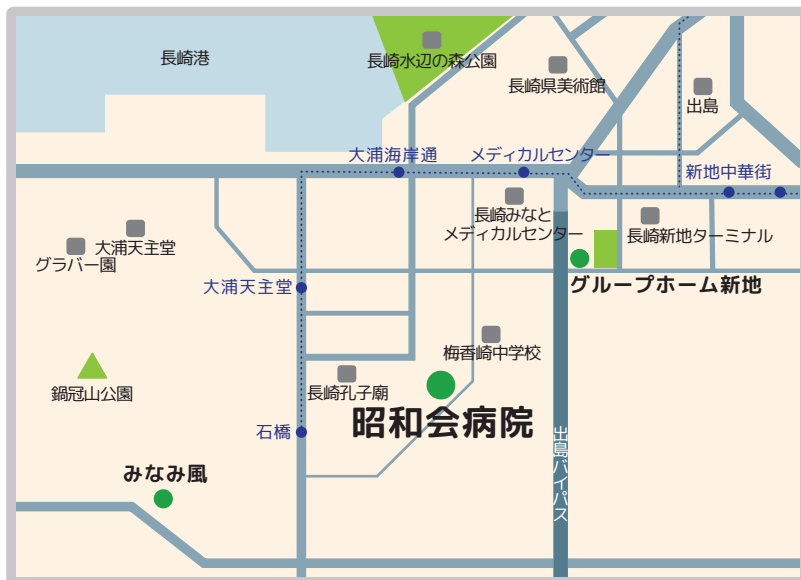 長崎港
長崎水辺の森公園
長崎県美術館
出島
大浦海岸通
メディカルセンター
新地中華街
長崎みなと
メディカルセンター
長崎新地ターミナル
大浦天主堂
グラバー園
大浦天主堂
グループホーム新地
梅香崎中学校
鍋冠山公園
長崎孔子廟
昭和会病院
石橋
出島バイパス
みなみ風